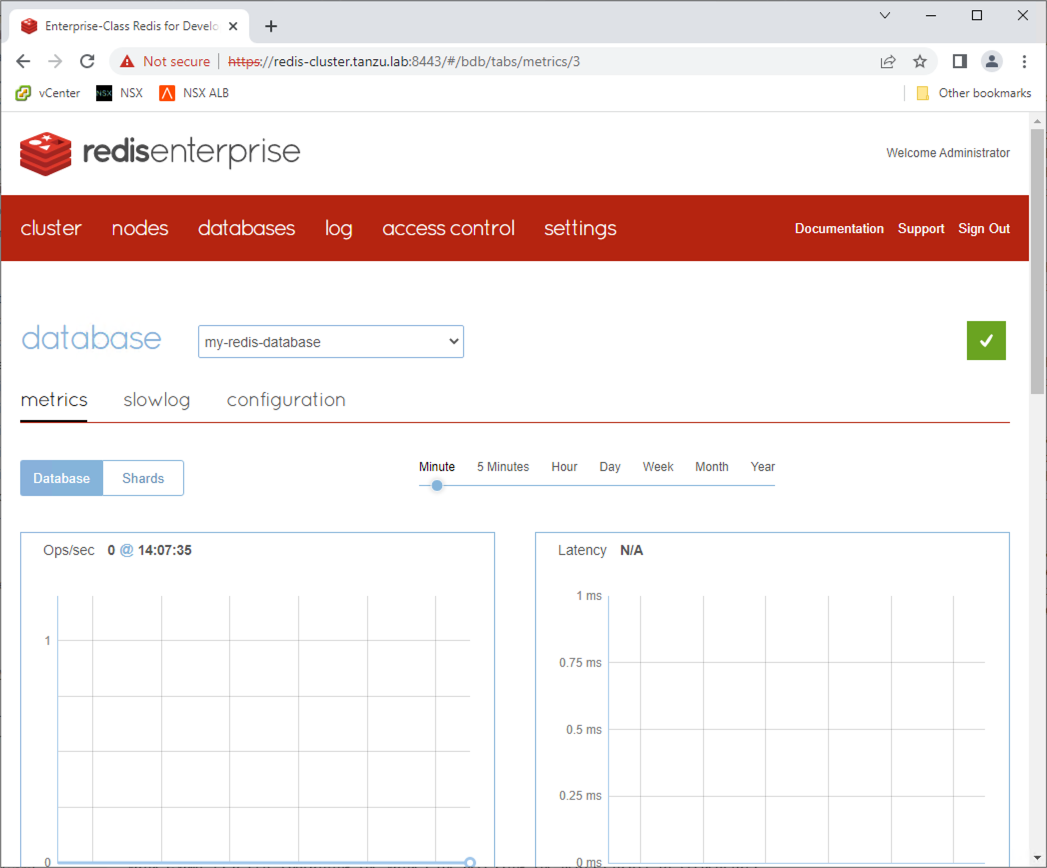 Enterprise-Class Redis for Develo
Not secure https://redis-cluster.tanzu.lab:8443/#/bdb/tabs/metrics/3
vCenter NSX NSX NSX ALB Other bookmarks
redisenterprise Welcome Administrator
cluster nodes databases log access control settings Documentation Support Sign Out
database my-redis-database
metrics slowlog configuration
Database Shards Minute 5 Minutes Hour Day Week Month Year
Ops/sec 0 @ 14:07:35
1
0
Latency N/A
1 ms
0.75 ms
0.5 ms
0.25 ms
0 ms